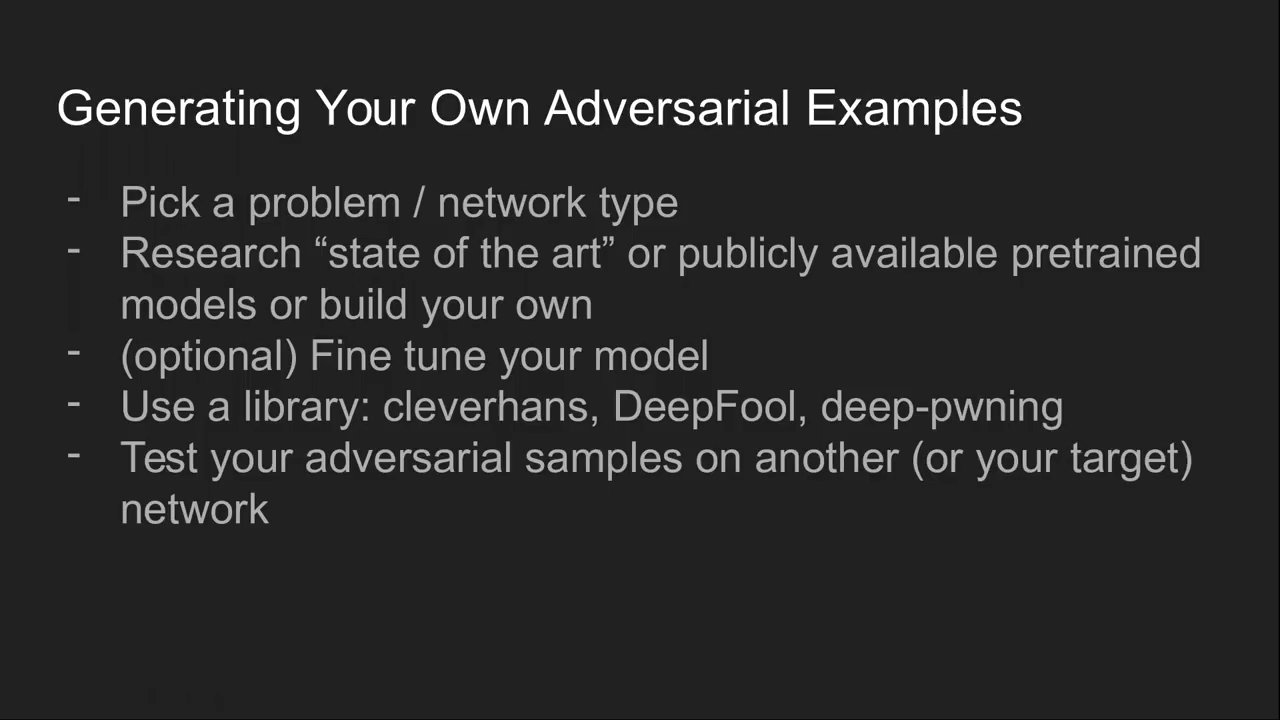 Generating Your Own Adversarial Examples
- Pick a problem / network type
- Research “state of the art” or publicly available pretrained
models or build your own
- (optional) Fine tune your model
- Use a library: cleverhans, DeepFool, deep-pwning
- Test your adversarial samples on another (or your target)
network